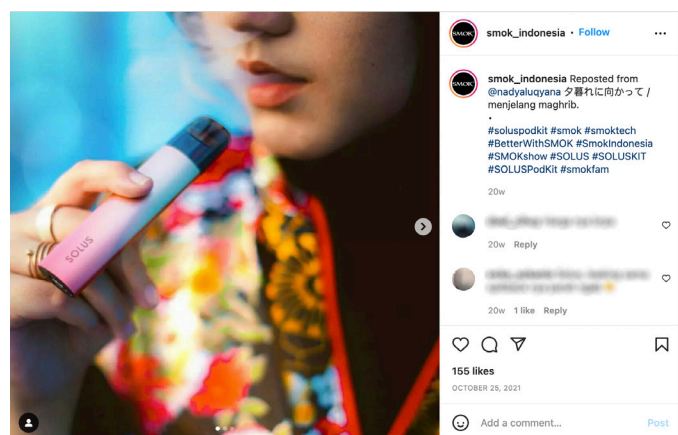 SOLUS
SMOK
smok_indonesia • Follow
SMOK
smok_indonesia Reposted from
@nadyaluqyana 夕暮れに向かって /
menjelang maghrib.
•
#soluspodkit #smok #smoktech
#BetterWithSMOK #SmokIndonesia
#SMOKshow #SOLUS #SOLUSKIT
#SOLUSPodKit #smokfam
20w
20w Reply
20w 1 like Reply
155 likes
OCTOBER 25, 2021
Add a comment... Post